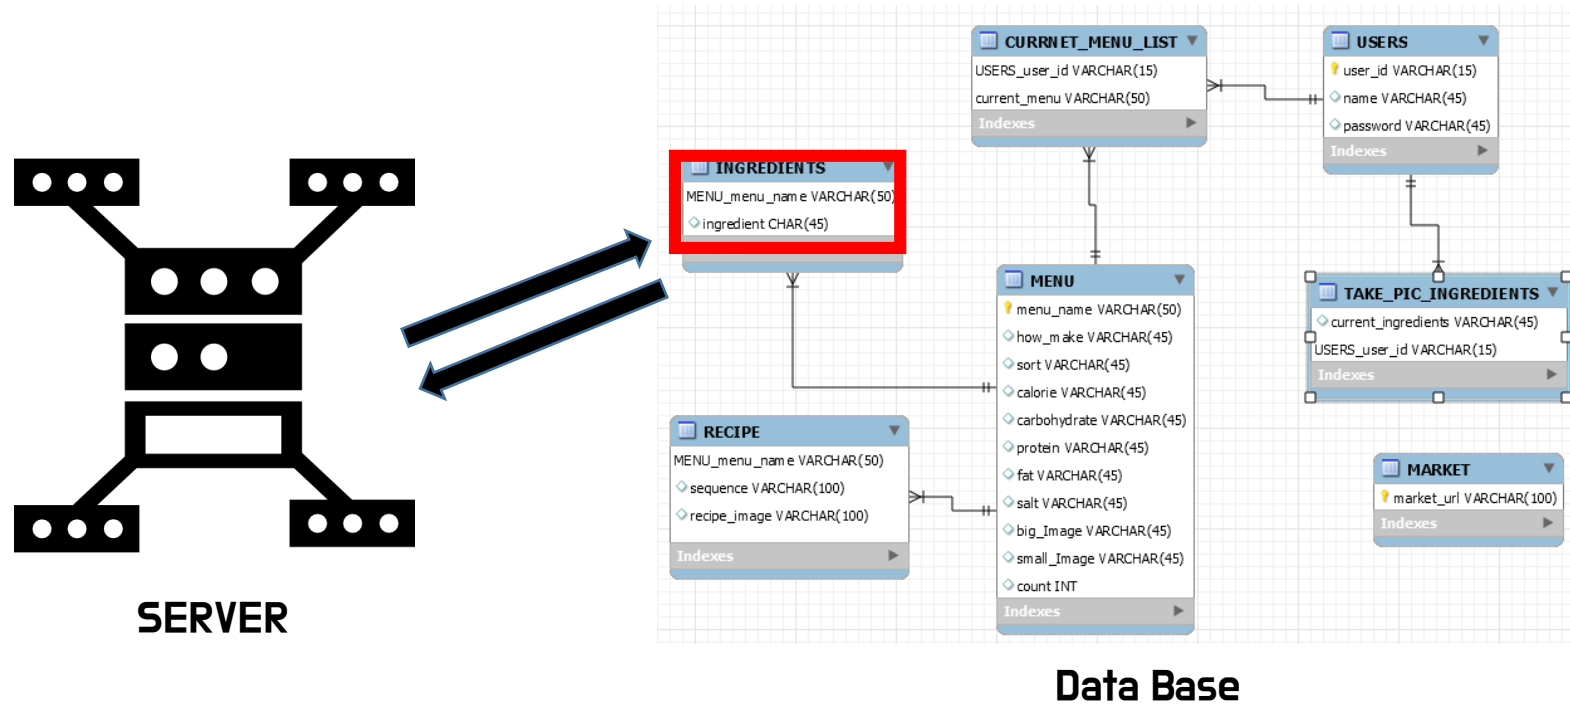 CURRNET_MENU_LIST
USERS_user_id VARCHAR(15)
current_menu VARCHAR(50)
Indexes
USERS
user_id VARCHAR(15)
name VARCHAR(45)
password VARCHAR(45)
Indexes
INGREDIENTS
MENU_menu_name VARCHAR(50)
ingredient CHAR(45)
MENU
menu_name VARCHAR(50)
how_make VARCHAR(45)
sort VARCHAR(45)
calorie VARCHAR(45)
carbohydrate VARCHAR(45)
protein VARCHAR(45)
fat VARCHAR(45)
salt VARCHAR(45)
big_Image VARCHAR(45)
small_Image VARCHAR(45)
count INT
Indexes
TAKE_PIC_INGREDIENTS
current_ingredients VARCHAR(45)
USERS_user_id VARCHAR(15)
Indexes
RECIPE
MENU_menu_name VARCHAR(50)
sequence VARCHAR(100)
recipe_image VARCHAR(100)
Indexes
MARKET
market_url VARCHAR(100)
Indexes
SERVER
Data Base